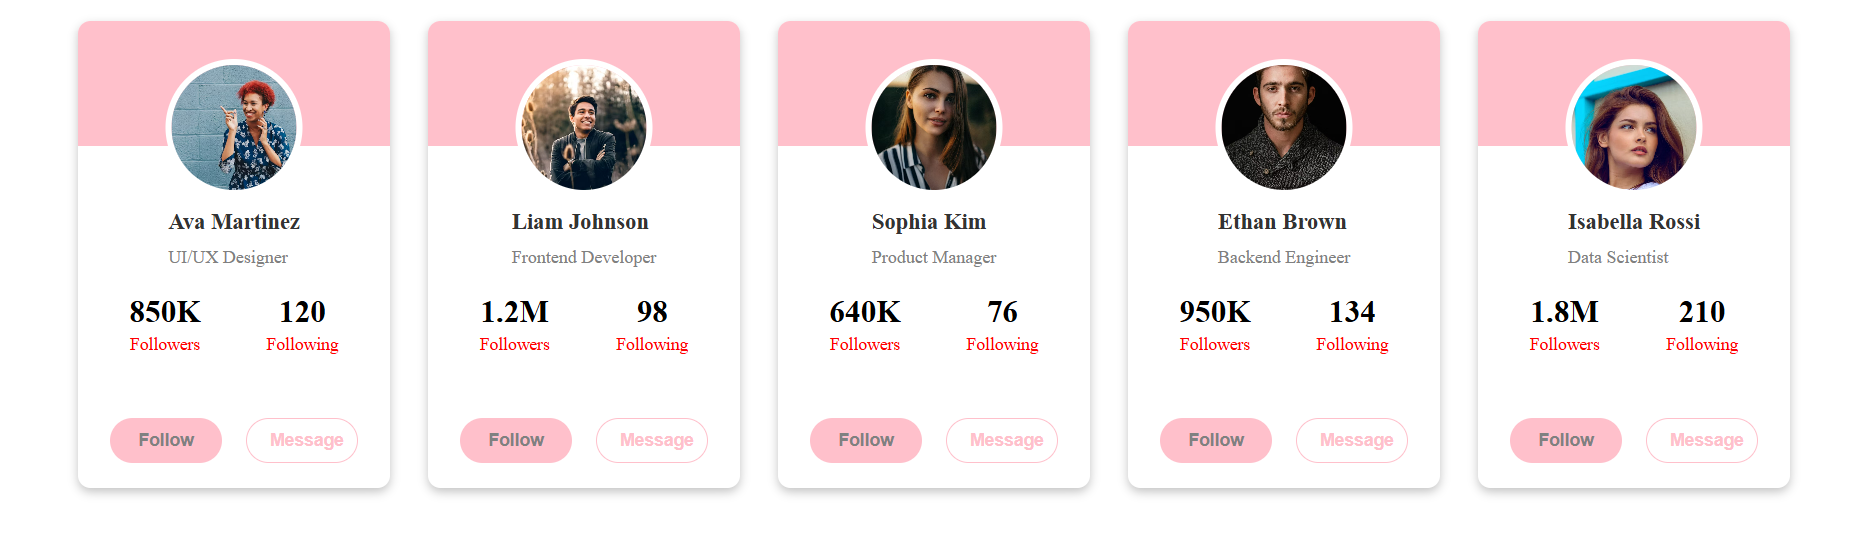 Ava Martinez
UI/UX Designer
850K 120
Followers Following
Follow Message
Liam Johnson
Frontend Developer
1.2M 98
Followers Following
Follow Message
Sophia Kim
Product Manager
640K 76
Followers Following
Follow Message
Ethan Brown
Backend Engineer
950K 134
Followers Following
Follow Message
Isabella Rossi
Data Scientist
1.8M 210
Followers Following
Follow Message